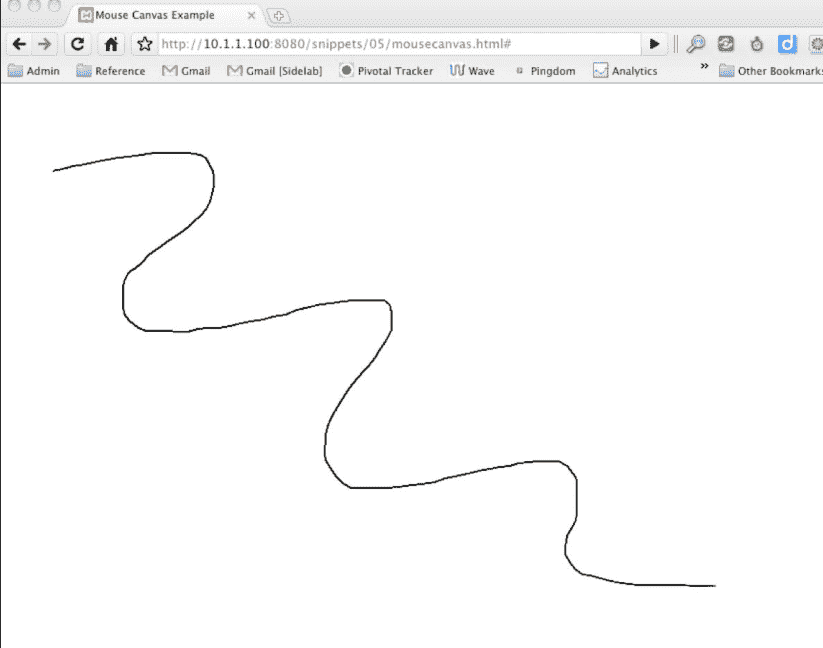 Mouse Canvas Example
http://10.1.1.100:8080/snippets/05/mousecanvas.html#
Admin Reference Gmail Gmail [Sidelab] Pivotal Tracker Wave Pingdom Analytics » Other Bookmarks